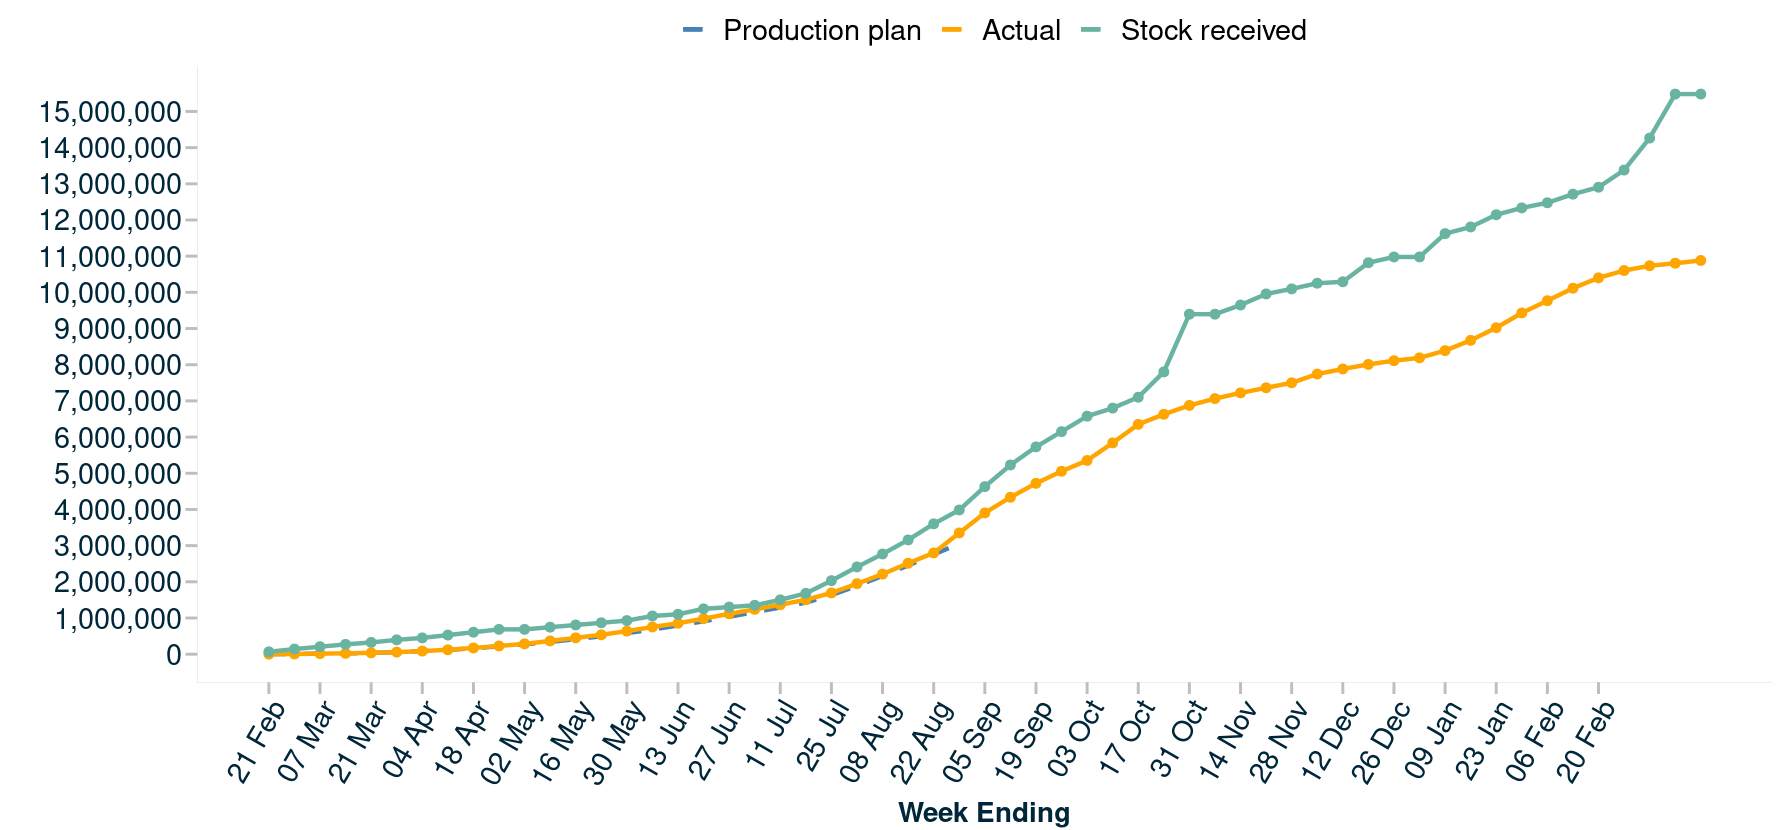 Production plan Actual Stock received
15,000,000
14,000,000
13,000,000
12,000,000
11,000,000
10,000,000
9,000,000
8,000,000
7,000,000
6,000,000
5,000,000
4,000,000
3,000,000
2,000,000
1,000,000
0
21 Feb
07 Mar
21 Mar
04 Apr
18 Apr
02 May
16 May
30 May
13 Jun
27 Jun
11 Jul
25 Jul
08 Aug
22 Aug
05 Sep
19 Sep
03 Oct
17 Oct
31 Oct
14 Nov
28 Nov
12 Dec
26 Dec
09 Jan
23 Jan
06 Feb
20 Feb
Week Ending